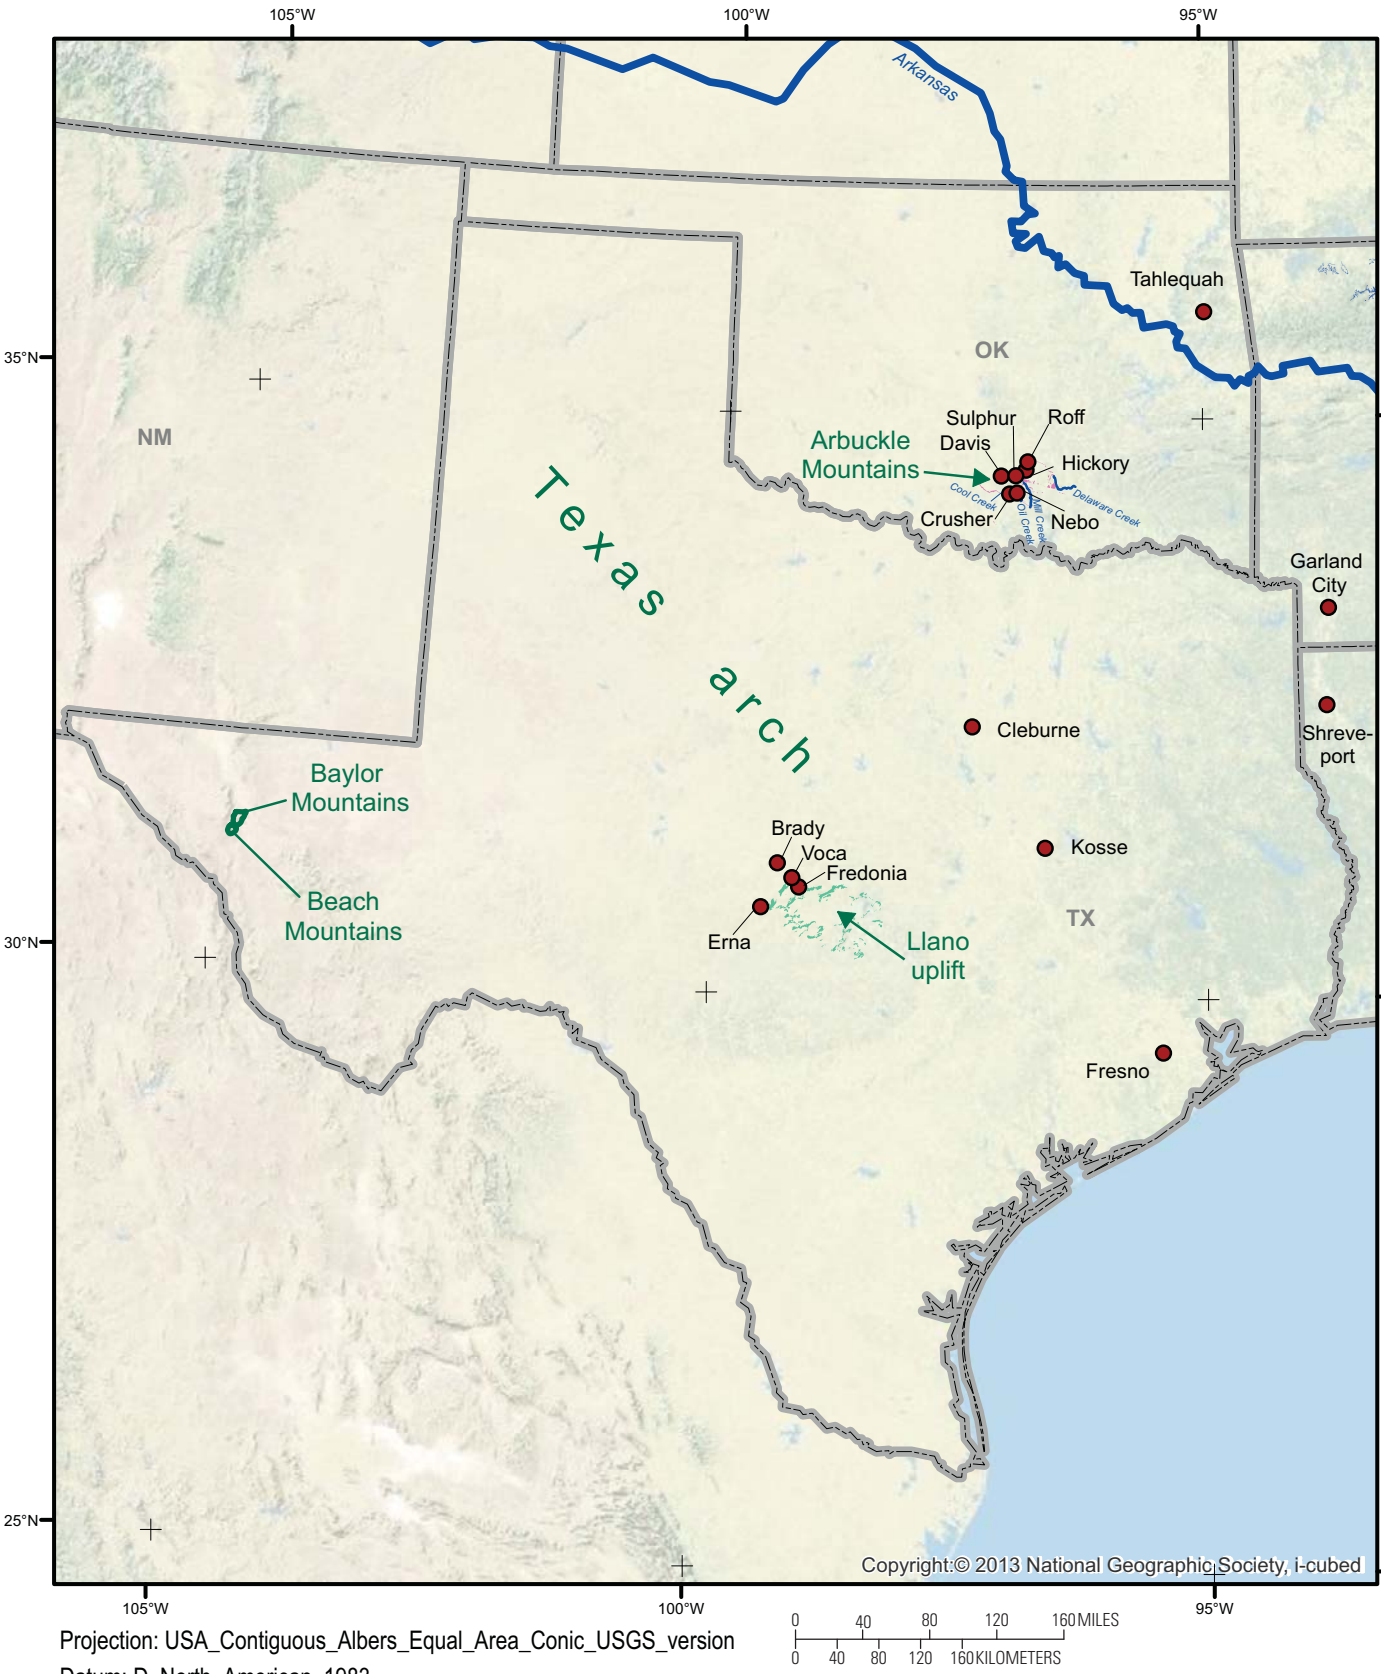 105°W
100°W
95°W
Arkansas
Tahlequah
35°N
OK
NM
Sulphur
Roff
Davis
Arbuckle
Mountains
Hickory
Cool Creek
Delaware Creek
Oil Creek
Mill Creek
Crusher
Nebo
Texas
arch
Garland
City
Cleburne
Shreve-
port
Baylor
Mountains
Brady
Voca
Fredonia
Kosse
Beach
Mountains
Erna
TX
30°N
Llano
uplift
Fresno
25°N
Copyright:© 2013 National Geographic Society, i-cubed
105°W
100°W
95°W
0 40 80 120 160 MILES
0 40 80 120 160 KILOMETERS
Projection: USA_Contiguous_Albers_Equal_Area_Conic_USGS_version
Datum: D_North_American_1983